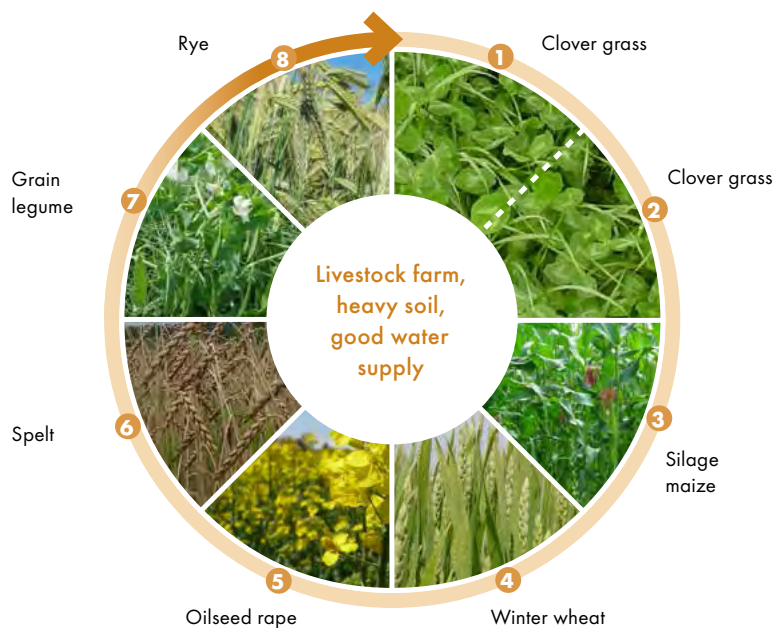 Rye
8
1
Clover grass
Clover grass
2
Grain
legume
7
Livestock farm,
heavy soil,
good water
supply
3
Silage
maize
Spelt
6
5
4
Oilseed rape
Winter wheat